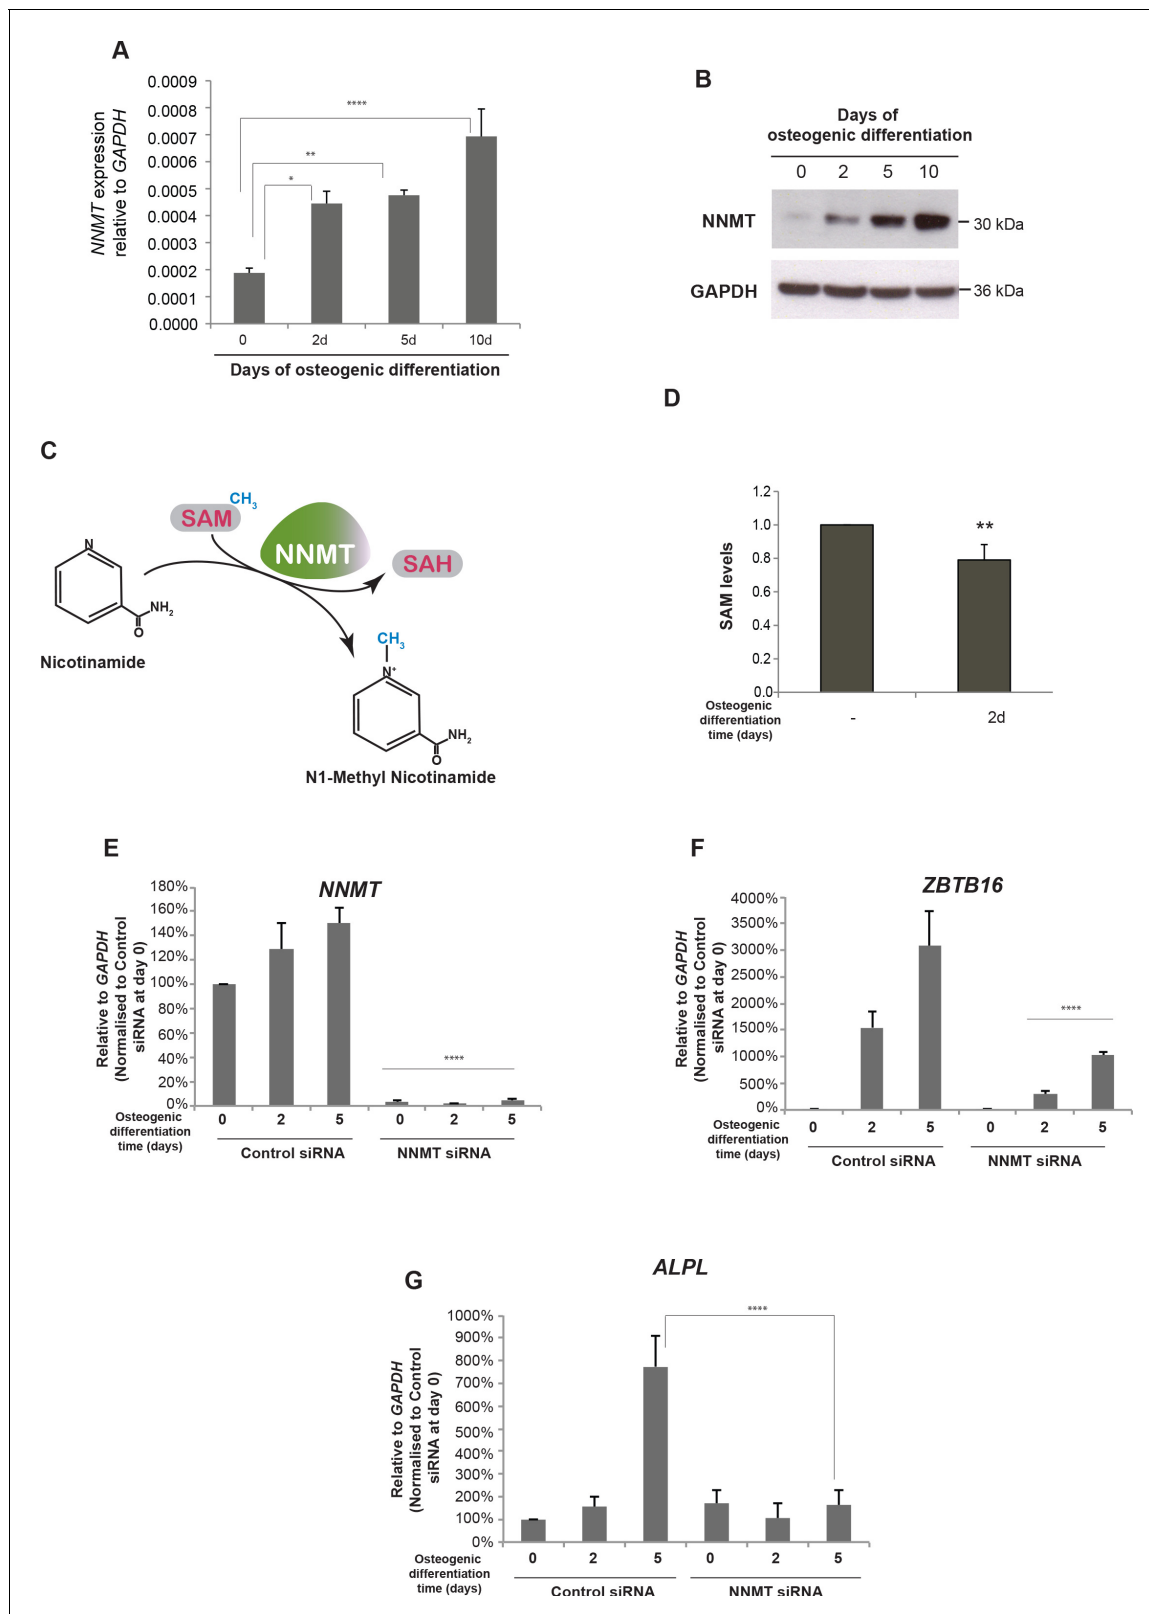 A
NNMT expression
relative to GAPDH
0.0009
0.0008
0.0007
0.0006
0.0005
0.0004
0.0003
0.0002
0.0001
0.0000
****
**
*
0 2d 5d 10d
Days of osteogenic differentiation
B
Days of
osteogenic differentiation
0 2 5 10
NNMT
30 kDa
GAPDH
36 kDa
C
SAM
CH3
NNMT
SAH
N
NH2
O
Nicotinamide
CH3
N+
NH2
O
N1-Methyl Nicotinamide
D
SAM levels
1.2
1.0
0.8
0.6
0.4
0.2
0.0
**
Osteogenic
differentiation
time (days)
- 2d
E
NNMT
Relative to GAPDH
(Normalised to Control
siRNA at day 0)
180%
160%
140%
120%
100%
80%
60%
40%
20%
0%
****
Osteogenic
differentiation
time (days)
0 2 5 0 2 5
Control siRNA NNMT siRNA
F
ZBTB16
Relative to GAPDH
(Normalised to Control
siRNA at day 0)
4000%
3500%
3000%
2500%
2000%
1500%
1000%
500%
0%
****
Osteogenic
differentiation
time (days)
0 2 5 0 2 5
Control siRNA NNMT siRNA
G
ALPL
Relative to GAPDH
(Normalised to Control
siRNA at day 0)
1000%
900%
800%
700%
600%
500%
400%
300%
200%
100%
0%
****
Osteogenic
differentiation
time (days)
0 2 5 0 2 5
Control siRNA NNMT siRNA